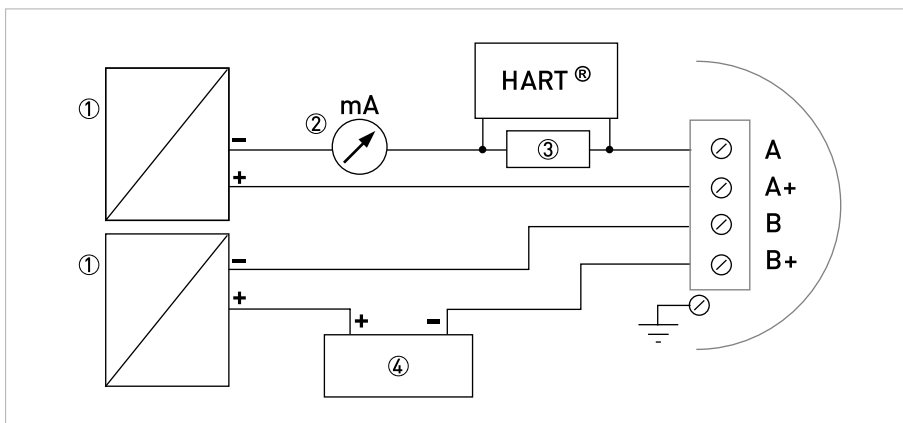 HART ®
①
②
mA
−
③
A
+
A+
B
①
−
B+
+
+
−
④